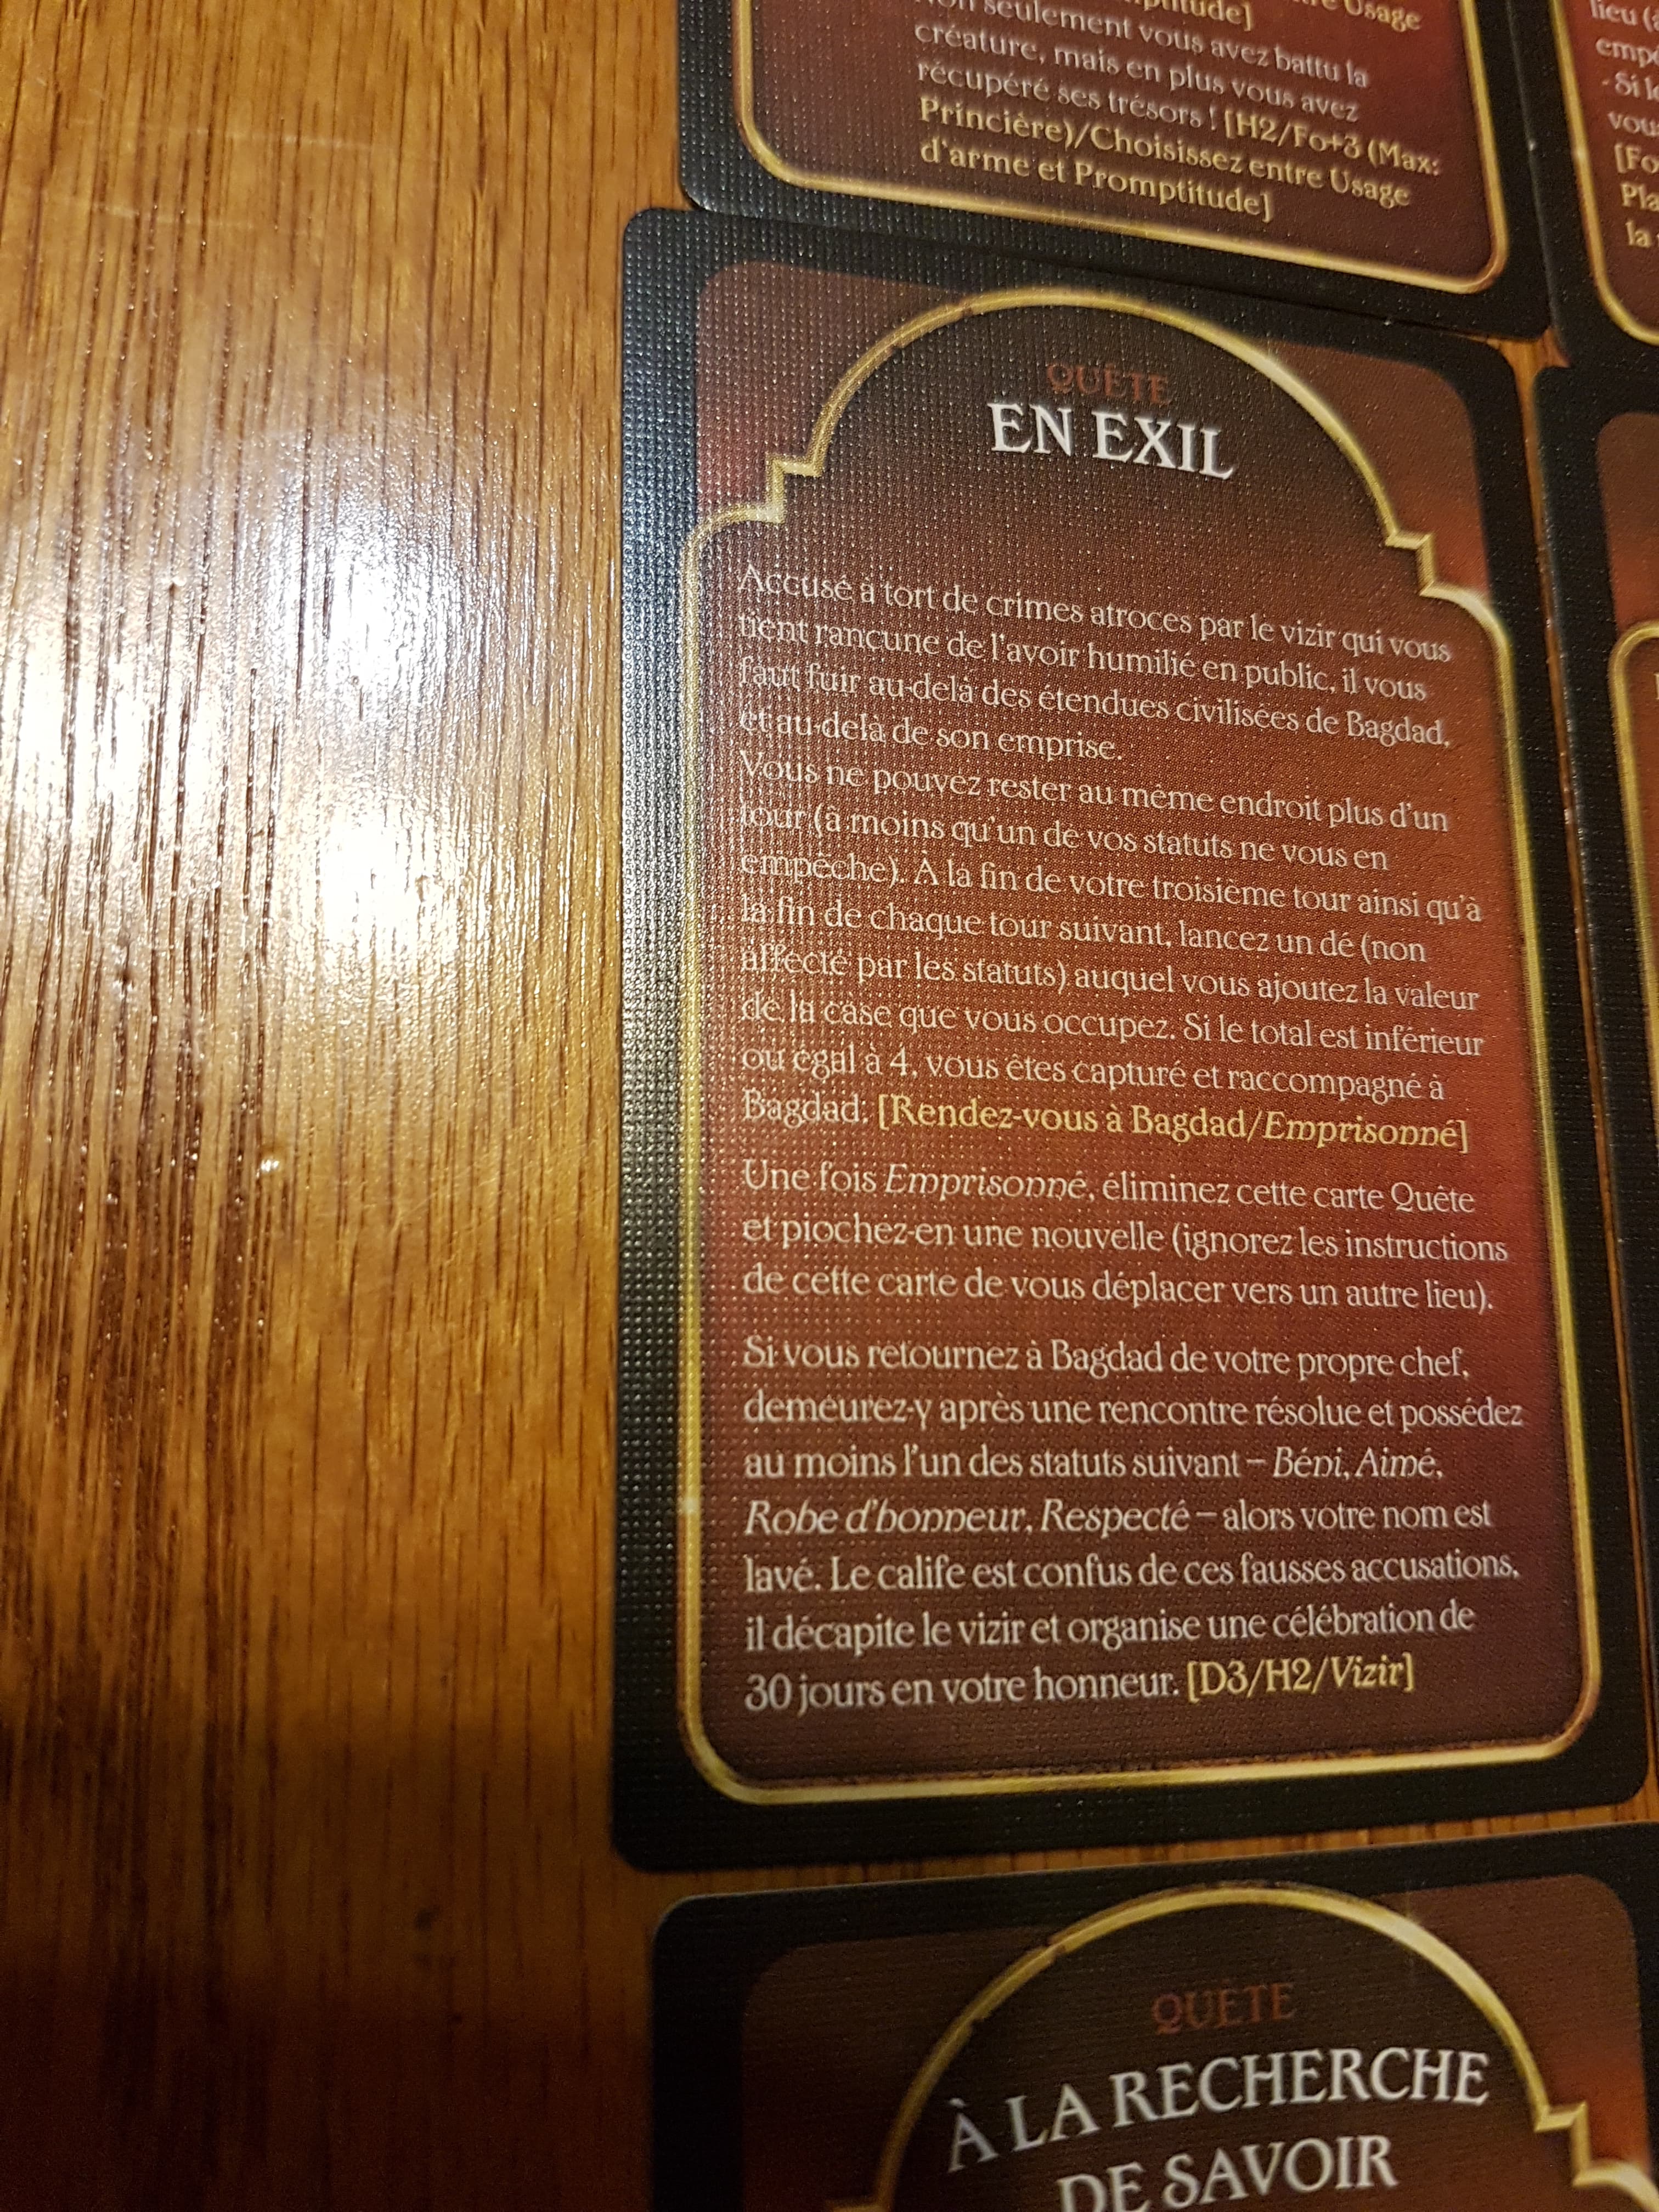 re Usage
mptitude]
Non seulement vous avez battu la
créature, mais en plus vous avez
récupéré ses trésors ! [H2/Fo+3 (Max:
Princière)/Choisissez entre Usage
d'arme et Promptitude]
lieu (
empê
- Si l
vous
[Fo
Pla
la
QUÊTE
EN EXIL
Accusé à tort de crimes atroces par le vizir qui vous
tient rancune de l'avoir humilié en public, il vous
faut fuir au-delà des étendues civilisées de Bagdad,
et au-delà de son emprise.
Vous ne pouvez rester au même endroit plus d'un
tour (à moins qu'un de vos statuts ne vous en
empêche). A la fin de votre troisième tour ainsi qu'à
la fin de chaque tour suivant, lancez un dé (non
affecté par les statuts) auquel vous ajoutez la valeur
de la case que vous occupez. Si le total est inférieur
ou égal à 4, vous êtes capturé et raccompagné à
Bagdad: [Rendez-vous à Bagdad/Emprisonné]
Une fois Emprisonné, éliminez cette carte Quête
et piochez-en une nouvelle (ignorez les instructions
de cette carte de vous déplacer vers un autre lieu).
Si vous retournez à Bagdad de votre propre chef,
demeurez-y après une rencontre résolue et possédez
au moins l'un des statuts suivant – Béni, Aimé,
Robe d'honneur, Respecté – alors votre nom est
lavé. Le calife est confus de ces fausses accusations,
il décapite le vizir et organise une célébration de
30 jours en votre honneur. [D3/H2/Vizir]
QUÊTE
À LA RECHERCHE
DE SAVOIR